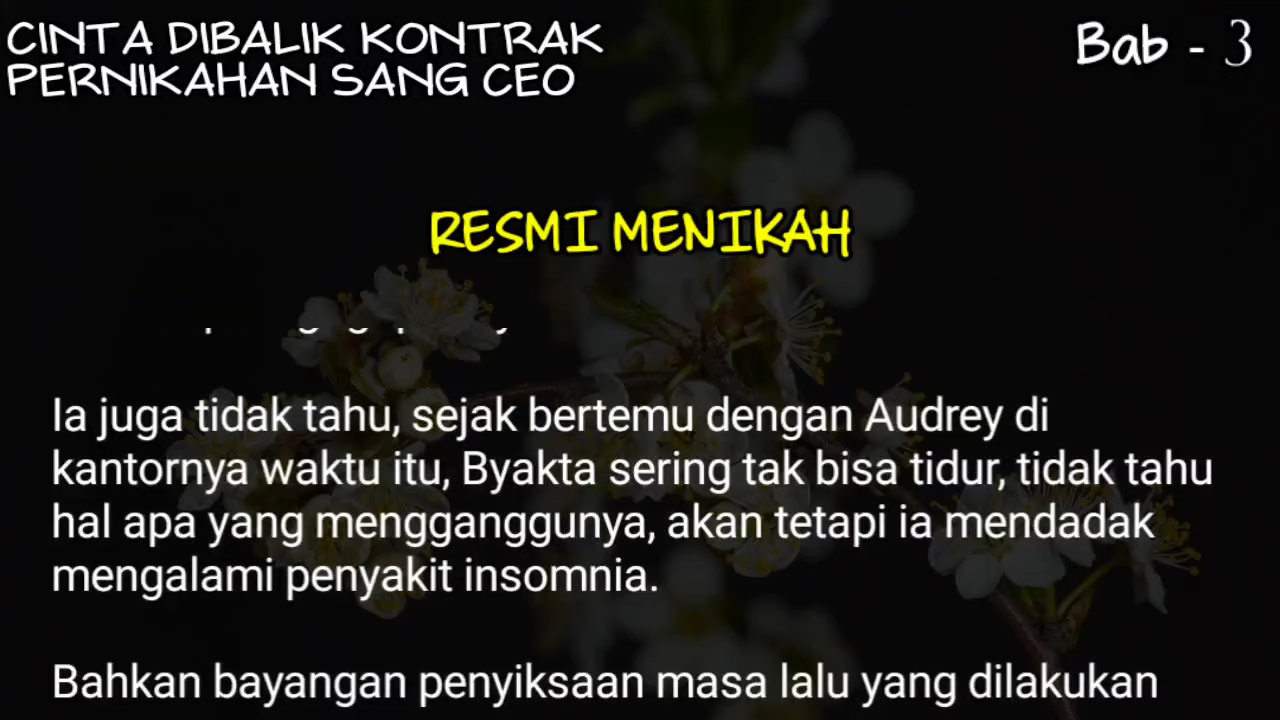 CINTA DIBALIK KONTRAK
PERNIKAHAN SANG CEO
Bab - 3
RESMI MENIKAH
Ia juga tidak tahu, sejak bertemu dengan Audrey di
kantornya waktu itu, Byakta sering tak bisa tidur, tidak tahu
hal apa yang mengganggunya, akan tetapi ia mendadak
mengalami penyakit insomnia.
Bahkan bayangan penyiksaan masa lalu yang dilakukan